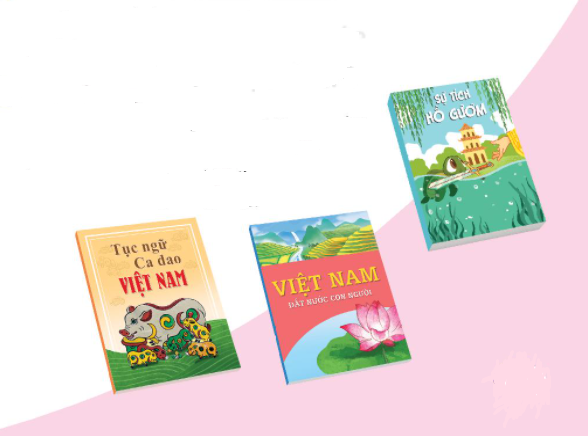 Tục ngữ
Ca dao
VIỆT NAM
VIỆT NAM
ĐẤT NƯỚC CON NGƯỜI
SỰ TÍCH
HỒ GƯƠM